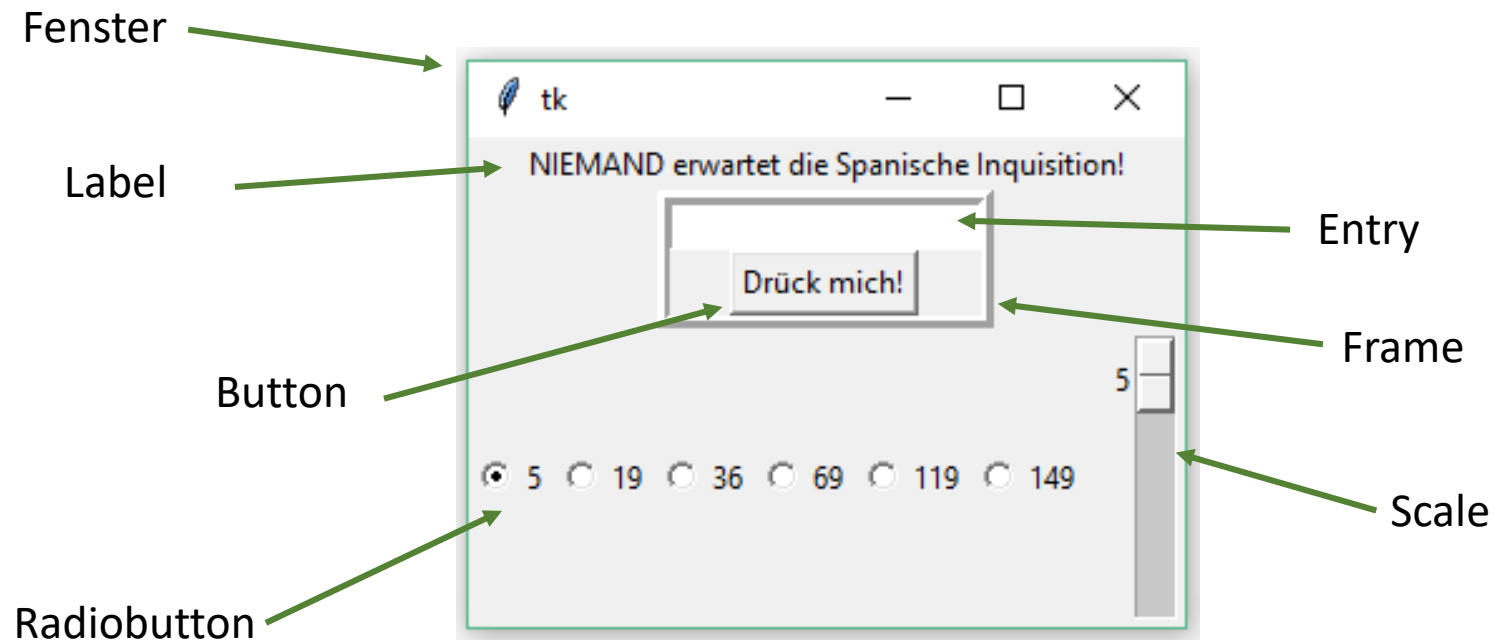 Fenster
tk
NIEMAND erwartet die Spanische Inquisition!
Label
Entry
Drück mich!
Frame
Button
5
5 19 36 69 119 149
Scale
Radiobutton